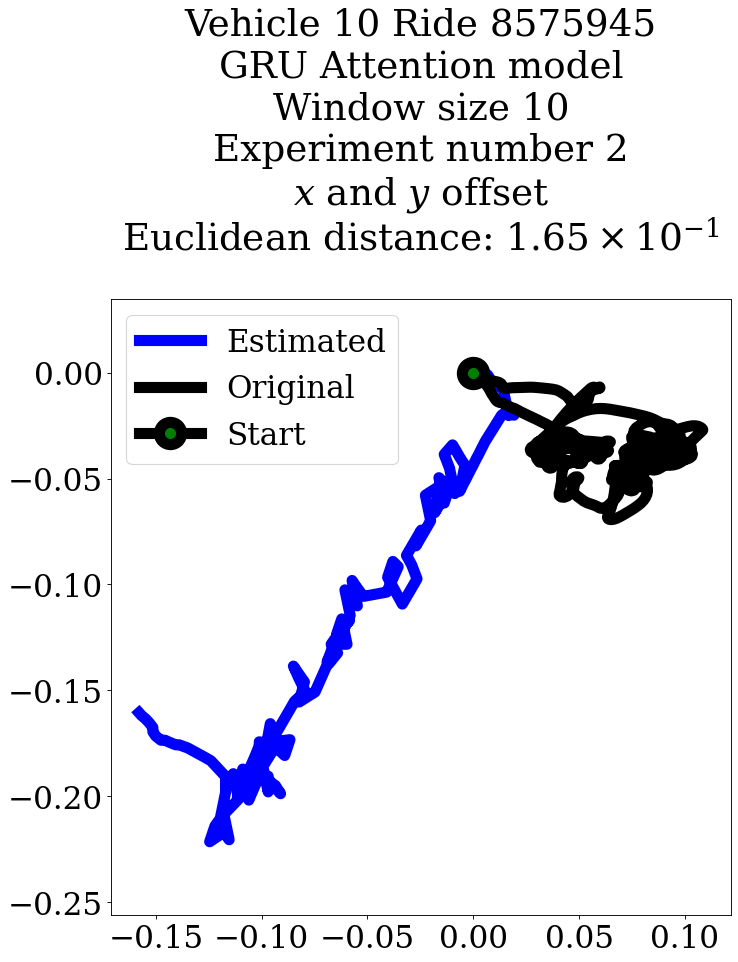 Vehicle 10 Ride 8575945
GRU Attention model
Window size 10
Experiment number 2
x and y offset
Euclidean distance: 1.65 × 10⁻¹
Estimated
Original
Start
0.00
−0.05
−0.10
−0.15
−0.20
−0.25
−0.15 −0.10 −0.05 0.00 0.05 0.10